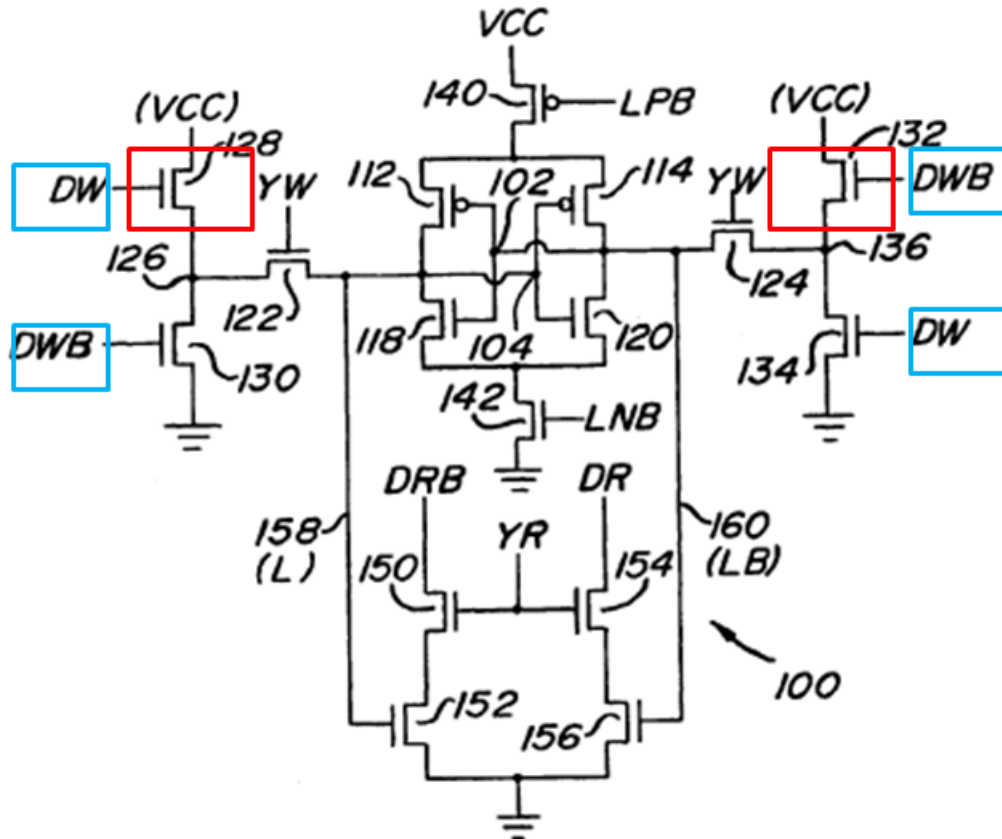 VCC
140
LPB
(VCC)
(VCC)
128
132
DW
YW
112
102
114
YW
DWB
126
136
122
124
118
104
120
DWB
130
134
DW
142
LNB
DRB
DR
158
(L)
YR
160
(LB)
150
154
152
156
100